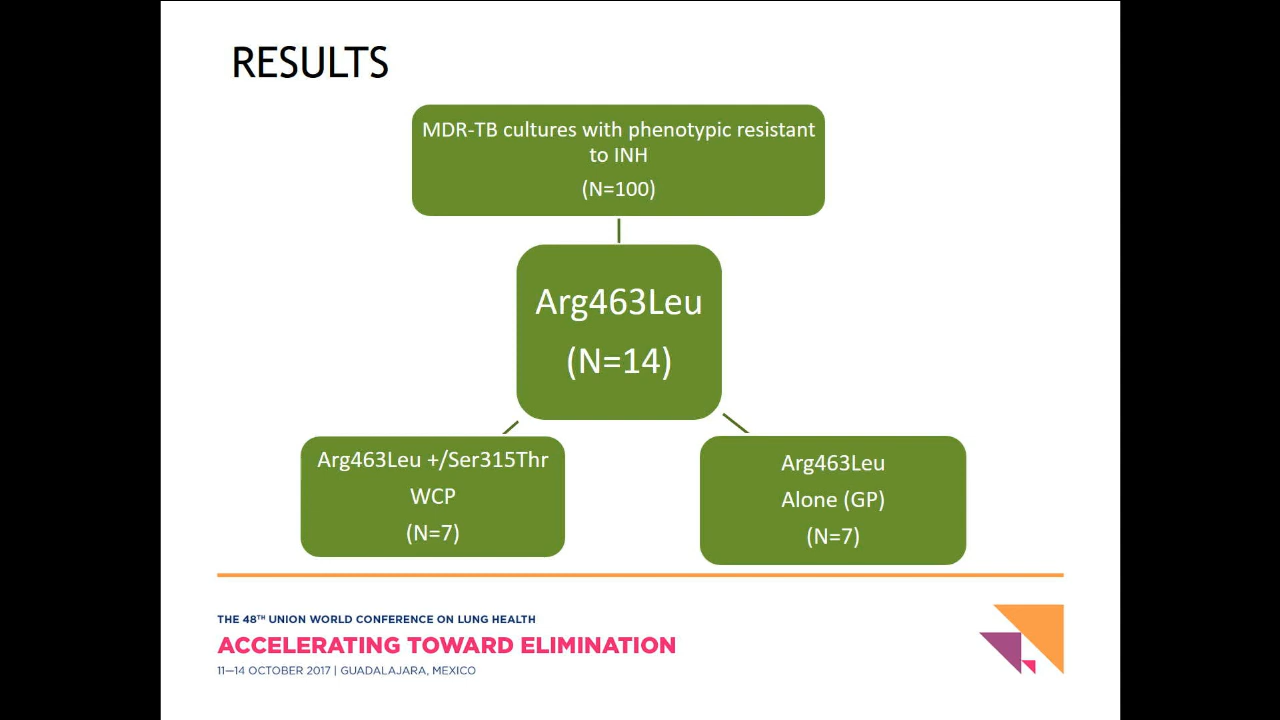 RESULTS
MDR-TB cultures with phenotypic resistant
to INH
(N=100)
Arg463Leu
(N=14)
Arg463Leu +/Ser315Thr
WCP
(N=7)
Arg463Leu
Alone (GP)
(N=7)
THE 48TH UNION WORLD CONFERENCE ON LUNG HEALTH
ACCELERATING TOWARD ELIMINATION
11—14 OCTOBER 2017 | GUADALAJARA, MEXICO